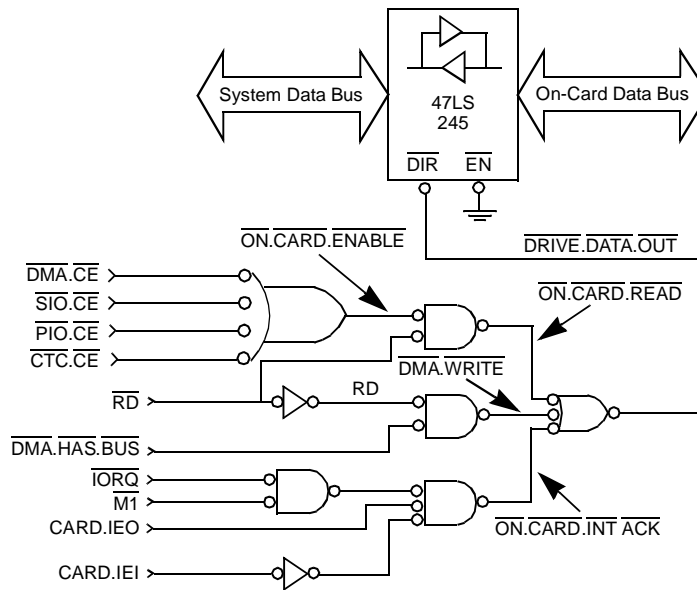 System Data Bus
47LS
245
On-Card Data Bus
DIR
EN
ON.CARD.ENABLE
DRIVE.DATA.OUT
DMA.CE
SIO.CE
PIO.CE
CTC.CE
ON.CARD.READ
DMA.WRITE
RD
RD
DMA.HAS.BUS
IORQ
M1
CARD.IEO
ON.CARD.INT ACK
CARD.IEI